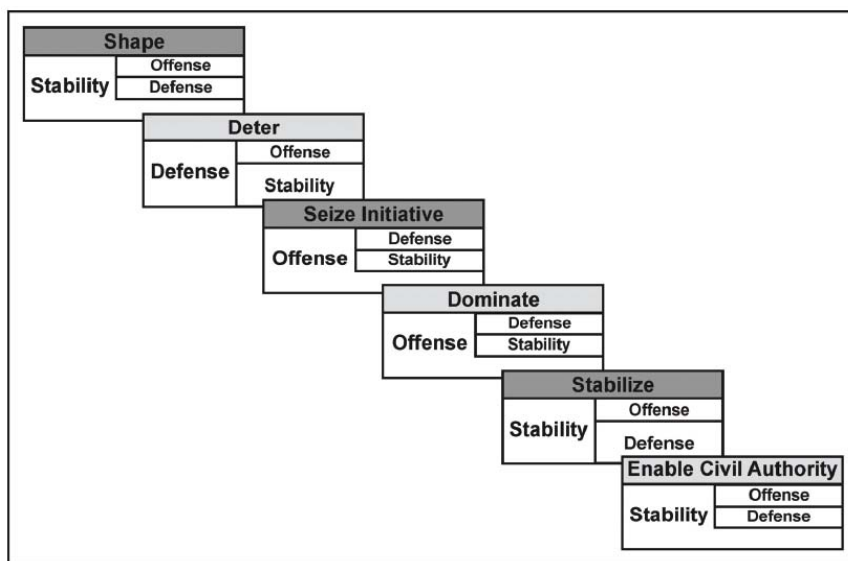 Shape
Stability
Offense
Defense
Deter
Defense
Offense
Stability
Seize Initiative
Offense
Defense
Stability
Dominate
Offense
Defense
Stability
Stabilize
Stability
Offense
Defense
Enable Civil Authority
Stability
Offense
Defense